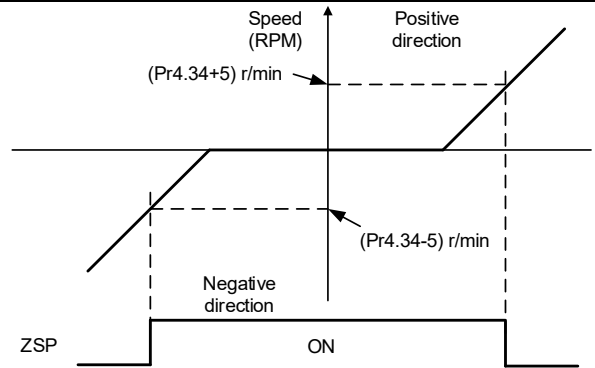 Speed
(RPM)
Positive
direction
(Pr4.34+5) r/min
(Pr4.34-5) r/min
Negative
direction
ZSP
ON